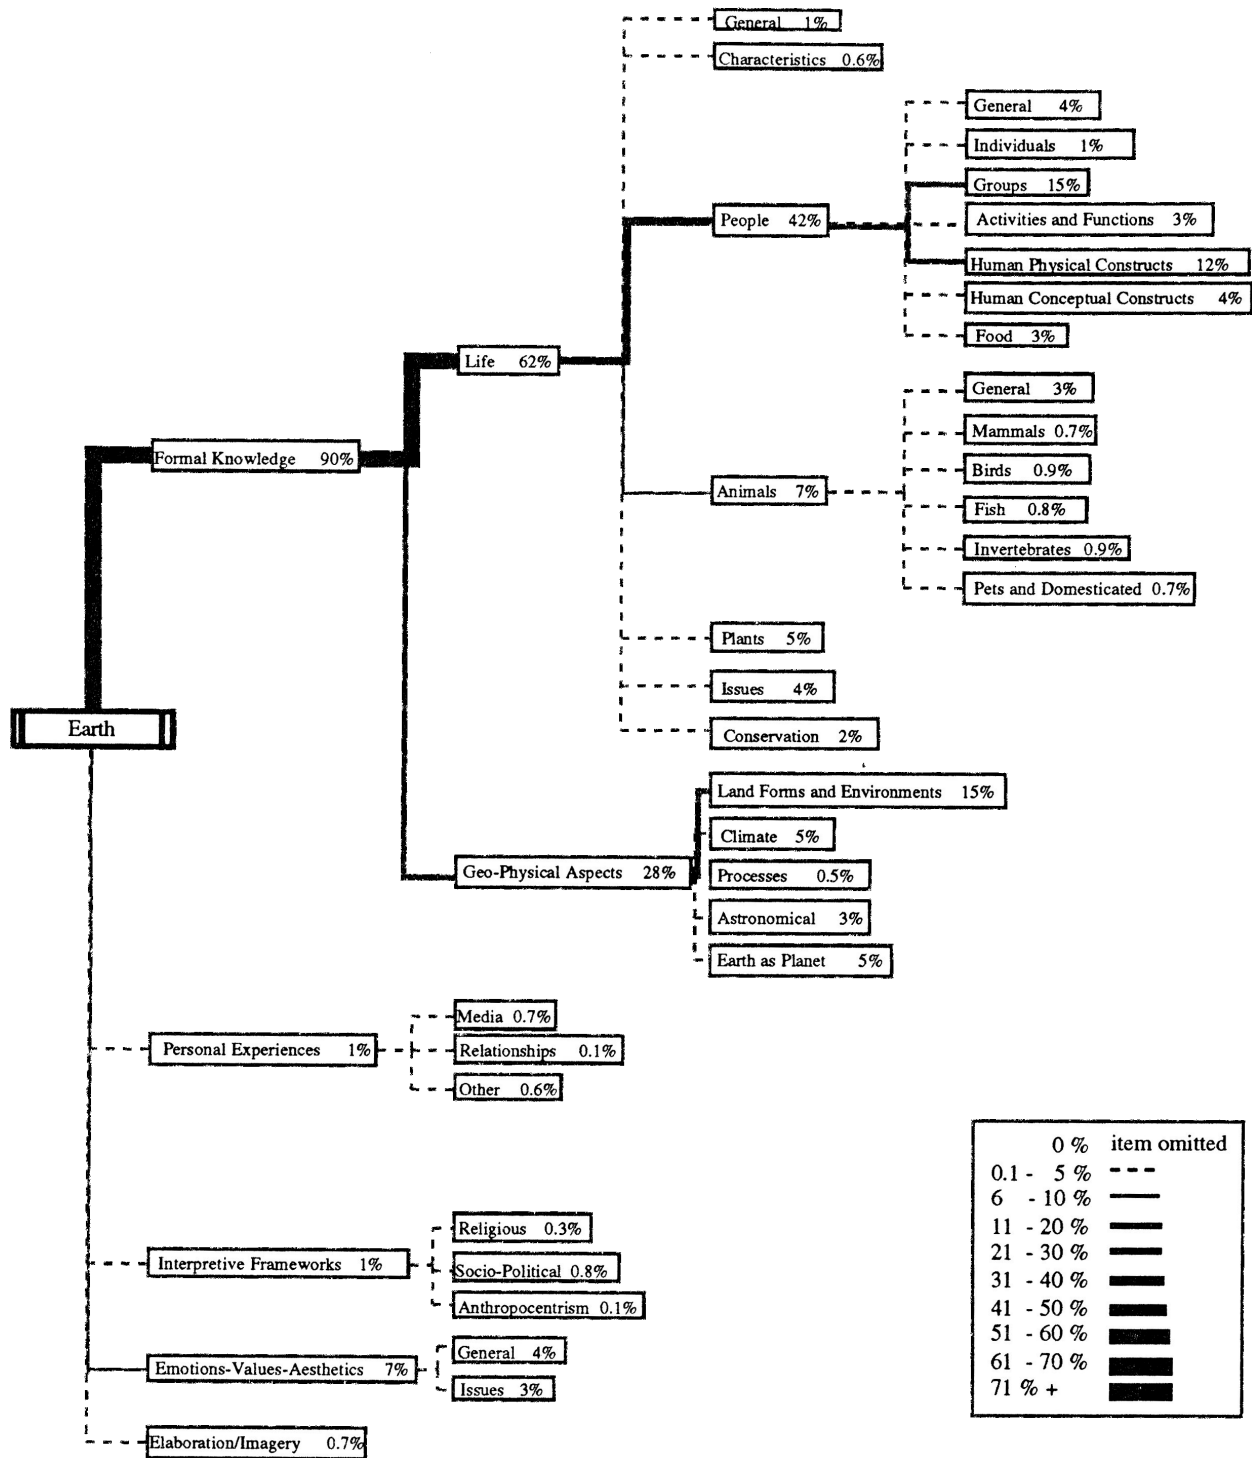 General 1%
Characteristics 0.6%
General 4%
Individuals 1%
Groups 15%
People 42%
Activities and Functions 3%
Human Physical Constructs 12%
Human Conceptual Constructs 4%
Food 3%
Life 62%
General 3%
Mammals 0.7%
Formal Knowledge 90%
Birds 0.9%
Animals 7%
Fish 0.8%
Invertebrates 0.9%
Pets and Domesticated 0.7%
Plants 5%
Issues 4%
Earth
Conservation 2%
Land Forms and Environments 15%
Climate 5%
Geo-Physical Aspects 28%
Processes 0.5%
Astronomical 3%
Earth as Planet 5%
Media 0.7%
Personal Experiences 1%
Relationships 0.1%
Other 0.6%
Religious 0.3%
Interpretive Frameworks 1%
Socio-Political 0.8%
Anthropocentrism 0.1%
General 4%
Emotions-Values-Aesthetics 7%
Issues 3%
Elaboration/Imagery 0.7%
0 % item omitted
0.1 - 5 %
6 - 10 %
11 - 20 %
21 - 30 %
31 - 40 %
41 - 50 %
51 - 60 %
61 - 70 %
71 % +